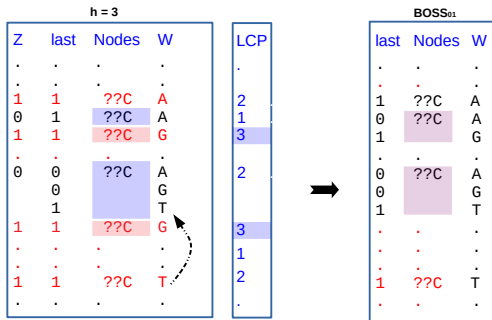 h = 3
Z last Nodes W
. . . .
. . . .
1 1 ??C A
0 1 ??C A
1 1 ??C G
. . . .
0 0 ??C A
0 G
1 T
1 1 ??C G
. . . .
. . . .
1 1 ??C T
. . . .
LCP
.
2
1
3
2
3
1
2
.
BOSS₀₁
last Nodes W
. . .
. . .
1 ??C A
0 ??C A
1 G
. . .
0 ??C A
0 G
1 T
. . .
. . .
1 ??C T
. . .